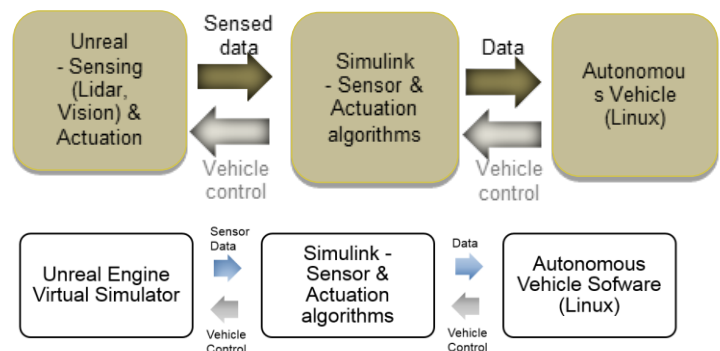 Unreal
- Sensing
(Lidar,
Vision) &
Actuation
Sensed
data
Vehicle
control
Simulink
- Sensor &
Actuation
algorithms
Data
Vehicle
control
Autonomou
s Vehicle
(Linux)
Unreal Engine
Virtual Simulator
Sensor
Data
Vehicle
Control
Simulink -
Sensor &
Actuation
algorithms
Data
Vehicle
Control
Autonomous
Vehicle Sofware
(Linux)